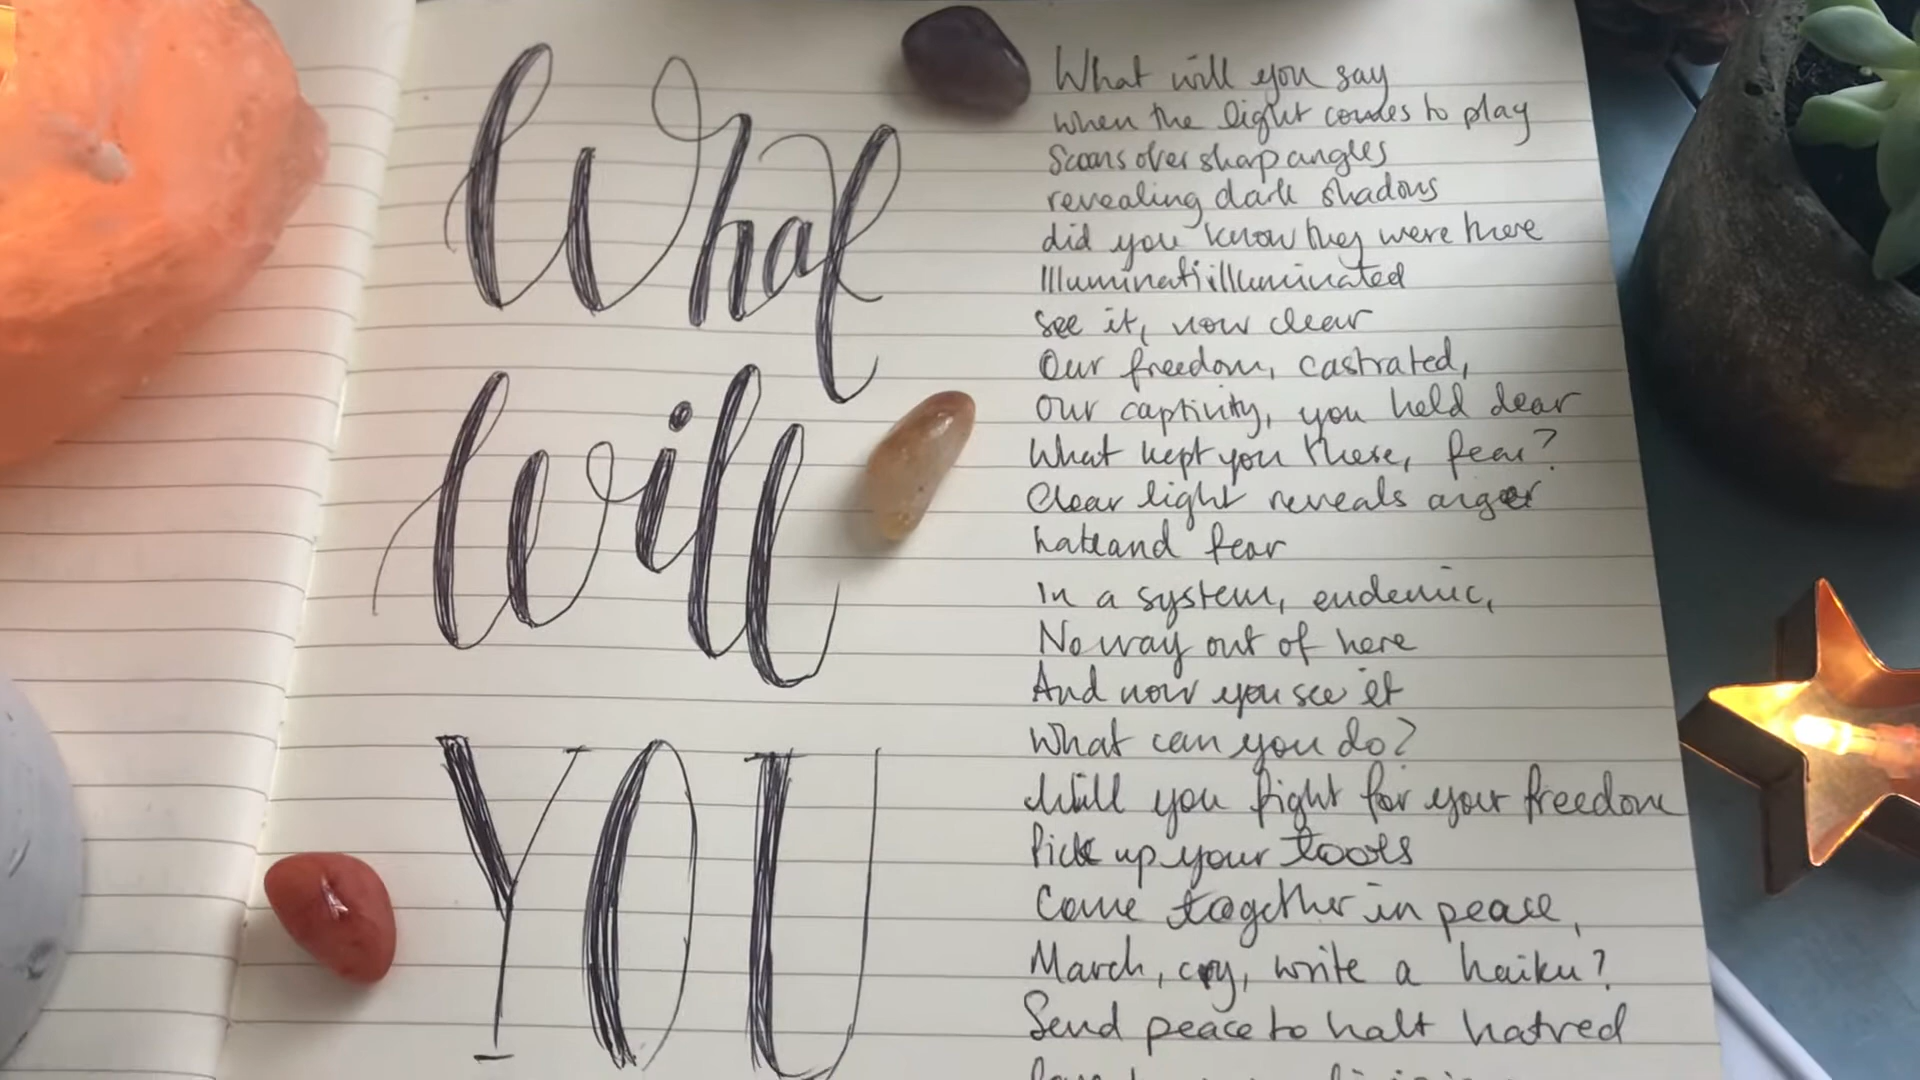 What
Will
YOU
What will you say
when the light comes to play
Scans over sharp angles
revealing dark shadows
did you know they were there
Illuminati illuminated
see it, now clear
Our freedom, castrated,
our captivity, you held dear
What kept you there, fear?
Clear light reveals anger
hate and fear
In a system, endemic,
No way out of here
And now you see it
What can you do?
Will you fight for your freedom
Pick up your tools
Come together in peace,
March, cry, write a haiku?
Send peace to halt hatred